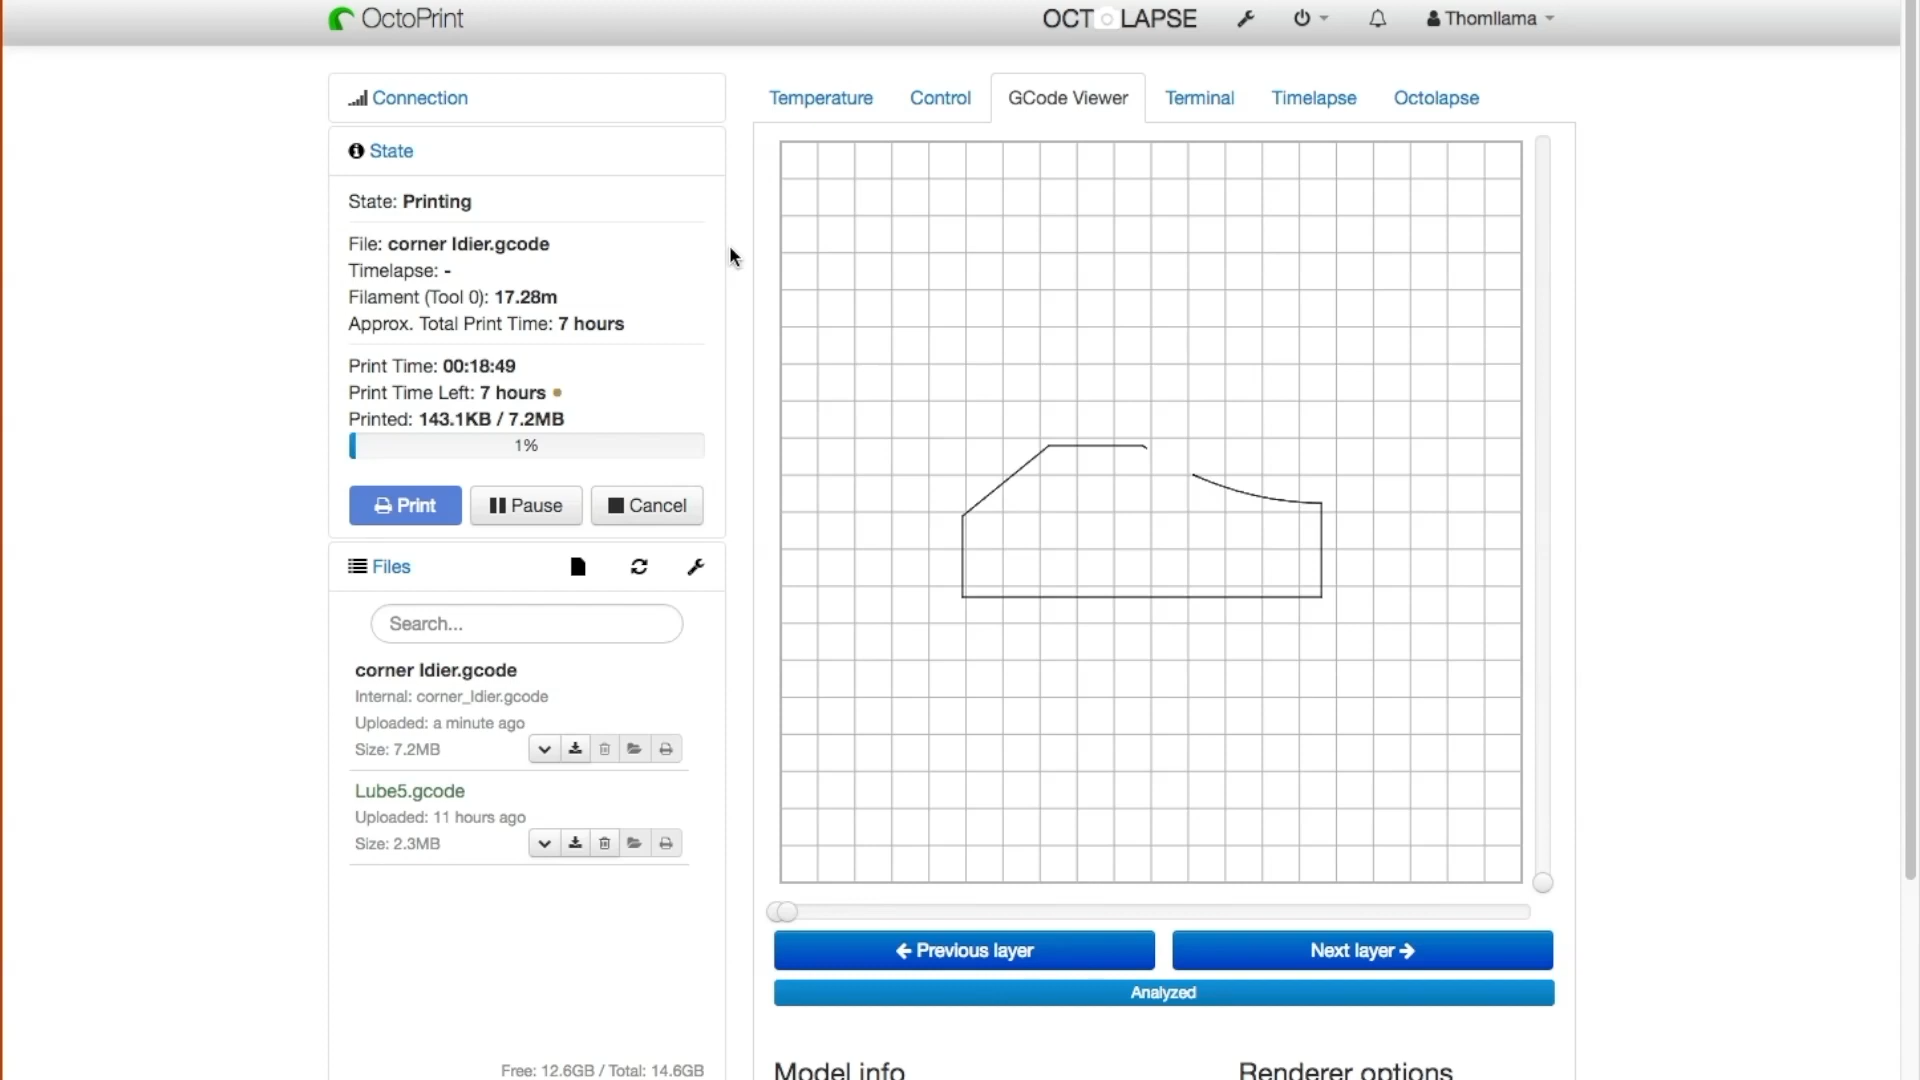 OctoPrint
OCTOLAPSE
Thomllama
Connection
State
State: Printing
File: corner Idier.gcode
Timelapse: -
Filament (Tool 0): 17.28m
Approx. Total Print Time: 7 hours
Print Time: 00:18:49
Print Time Left: 7 hours
Printed: 143.1KB / 7.2MB
1%
Print
Pause
Cancel
Files
Search...
corner Idier.gcode
Internal: corner_Idier.gcode
Uploaded: a minute ago
Size: 7.2MB
Lube5.gcode
Uploaded: 11 hours ago
Size: 2.3MB
Free: 12.6GB / Total: 14.6GB
Temperature
Control
GCode Viewer
Terminal
Timelapse
Octolapse
Previous layer
Next layer
Analyzed
Model info
Renderer options